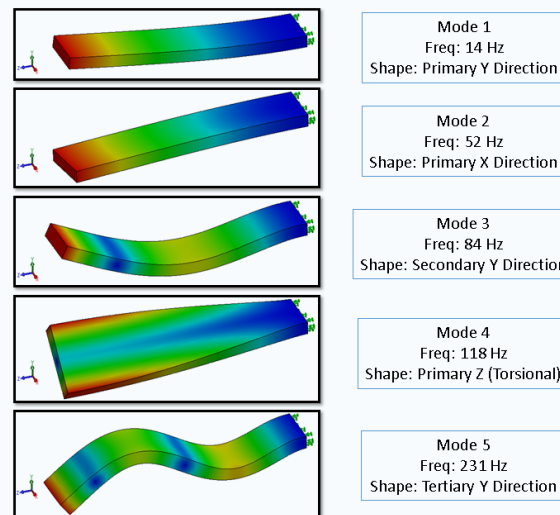 Mode 1
Freq: 14 Hz
Shape: Primary Y Direction
Mode 2
Freq: 52 Hz
Shape: Primary X Direction
Mode 3
Freq: 84 Hz
Shape: Secondary Y Direction
Mode 4
Freq: 118 Hz
Shape: Primary Z (Torsional)
Mode 5
Freq: 231 Hz
Shape: Tertiary Y Direction